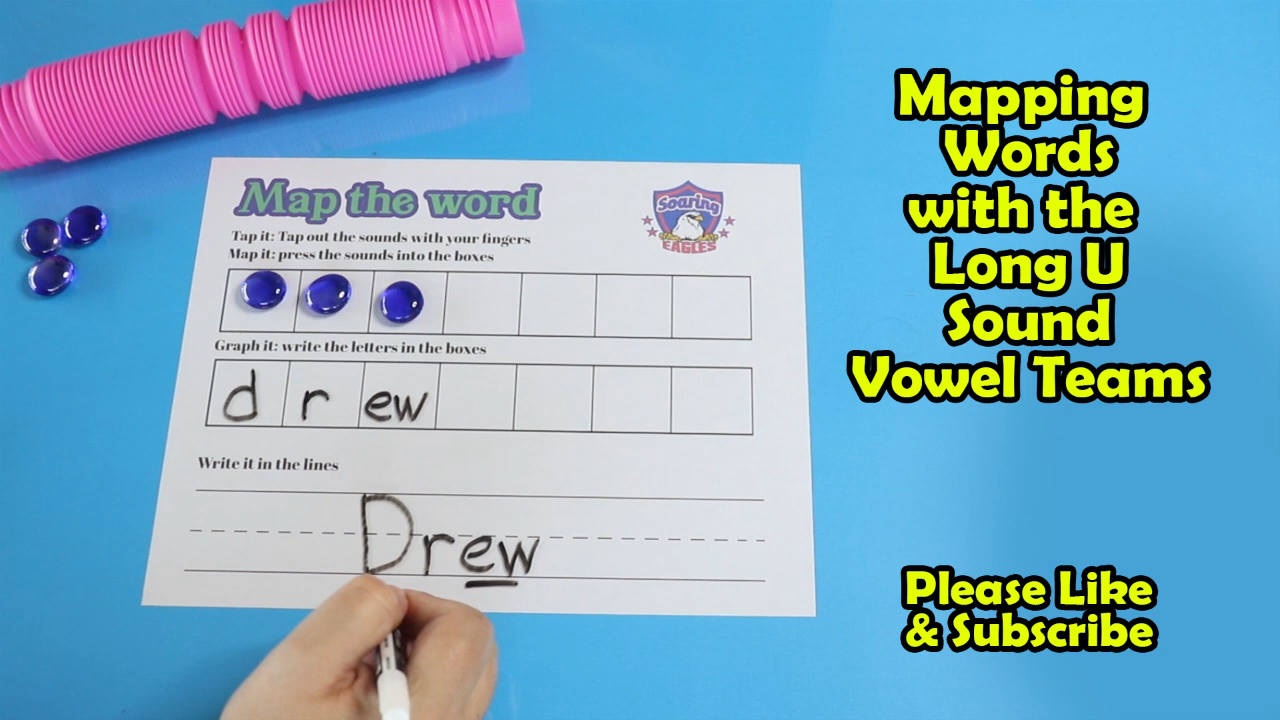 Map the word
Soaring
EAGLES
Tap it: Tap out the sounds with your fingers
Map it: press the sounds into the boxes
Graph it: write the letters in the boxes
d r ew
Write it in the lines
Drew
Mapping
Words
with the
Long U
Sound
Vowel Teams
Please Like
& Subscribe